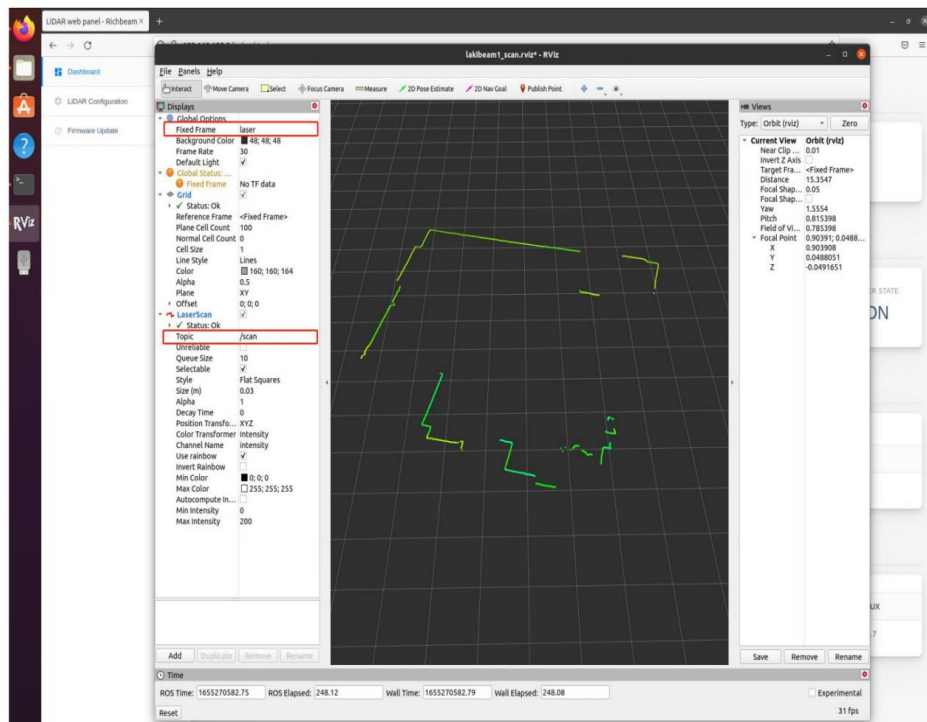 LiDAR web panel - Richbeam ×
+
Dashboard
LiDAR Configuration
Firmware Update
RViz
lakibeam1_scan.rviz* - RViz
File Panels Help
Interact Move Camera Select Focus Camera Measure 2D Pose Estimate 2D Nav Goal Publish Point
Displays
Global Options
Fixed Frame laser
Background Color 48; 48; 48
Frame Rate 30
Default Light ✓
Global Status: ...
Fixed Frame No TF data
Grid ✓
✓ Status: Ok
Reference Frame <Fixed Frame>
Plane Cell Count 100
Normal Cell Count 0
Cell Size 1
Line Style Lines
Color 160; 160; 164
Alpha 0.5
Plane XY
Offset 0; 0; 0
LaserScan ✓
✓ Status: Ok
Topic /scan
Unreliable
Queue Size 10
Selectable ✓
Style Flat Squares
Size (m) 0.03
Alpha 1
Decay Time 0
Position Transfo... XYZ
Color Transformer Intensity
Channel Name intensity
Use rainbow ✓
Invert Rainbow
Min Color 0; 0; 0
Max Color 255; 255; 255
Autocompute In...
Min Intensity 0
Max Intensity 200
Add Duplicate Remove Rename
Views
Type: Orbit (rviz) Zero
Current View Orbit (rviz)
Near Clip ... 0.01
Invert Z Axis
Target Fra... <Fixed Frame>
Distance 15.3547
Focal Shap... 0.05
Focal Shap...
Yaw 1.5554
Pitch 0.815398
Field of Vi... 0.785398
Focal Point 0.90391; 0.0488...
X 0.903908
Y 0.0488051
Z -0.0491651
Save Remove Rename
R STATE
ON
UX
.7
Time
ROS Time: 1655270582.75 ROS Elapsed: 248.12 Wall Time: 1655270582.79 Wall Elapsed: 248.08 Experimental
Reset 31 fps